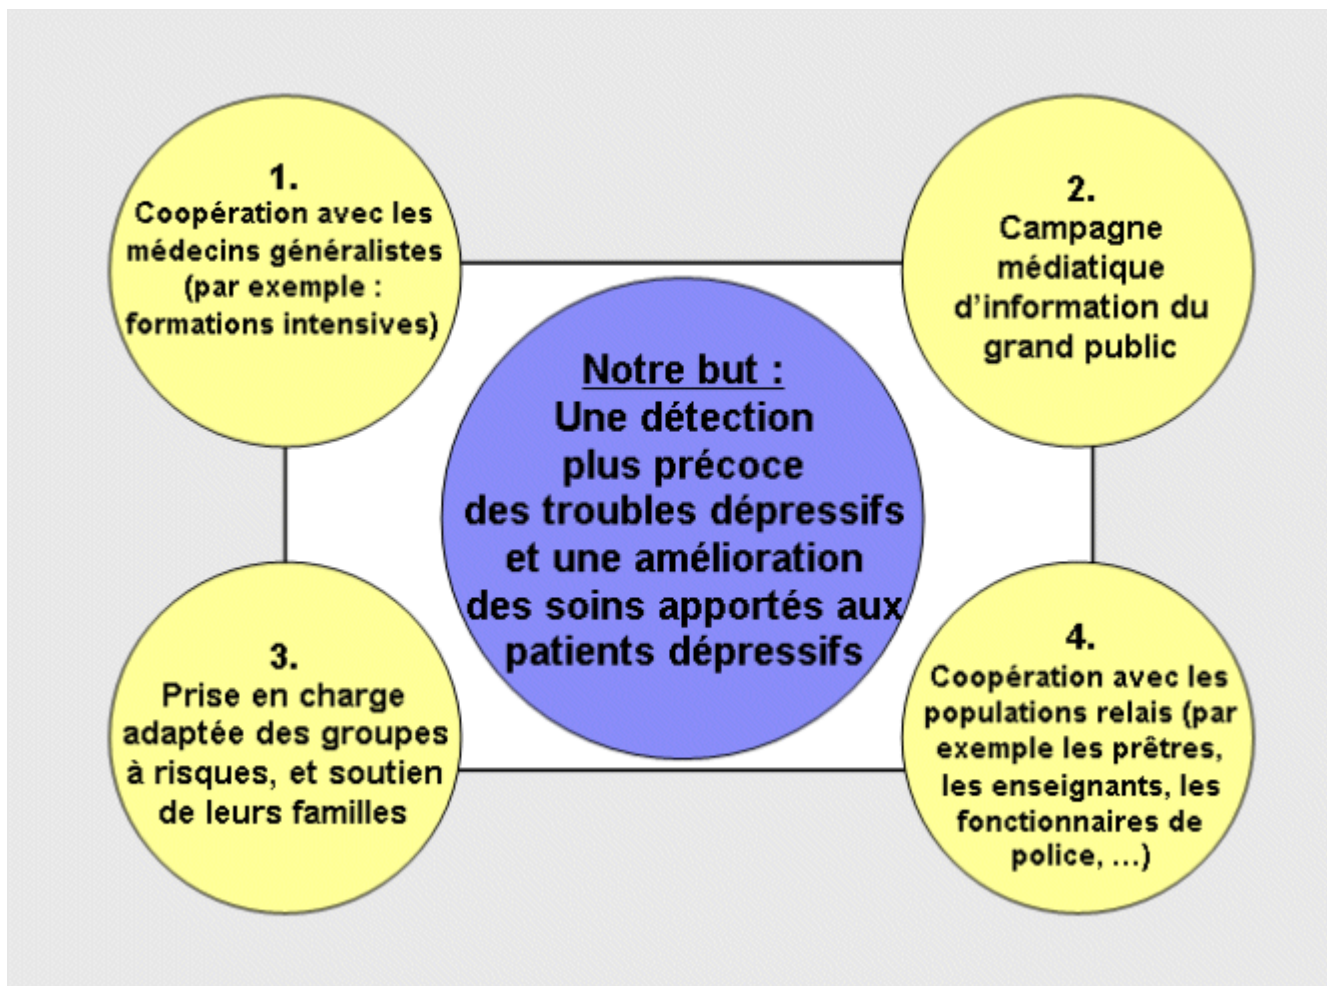 1.
Coopération avec les
médecins généralistes
(par exemple :
formations intensives)
2.
Campagne
médiatique
d'information du
grand public
Notre but :
Une détection
plus précoce
des troubles dépressifs
et une amélioration
des soins apportés aux
patients dépressifs
3.
Prise en charge
adaptée des groupes
à risques, et soutien
de leurs familles
4.
Coopération avec les
populations relais (par
exemple les prêtres,
les enseignants, les
fonctionnaires de
police, ...)